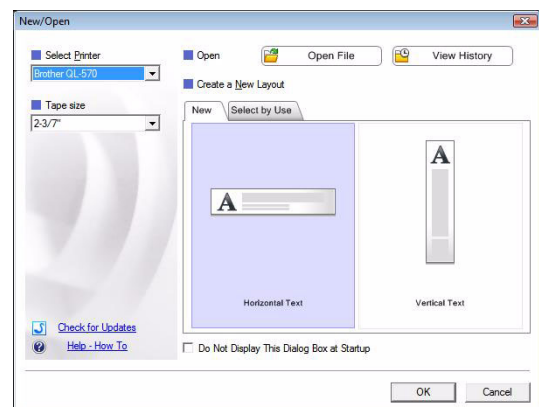 New/Open
Select Printer
Brother QL-570
Tape size
2-3/7"
Check for Updates
Help - How To
Open
Open File
View History
Create a New Layout
New
Select by Use
A
Horizontal Text
A
Vertical Text
Do Not Display This Dialog Box at Startup
OK
Cancel